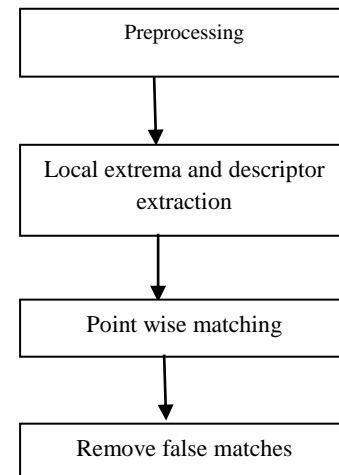 Preprocessing
Local extrema and descriptor
extraction
Point wise matching
Remove false matches